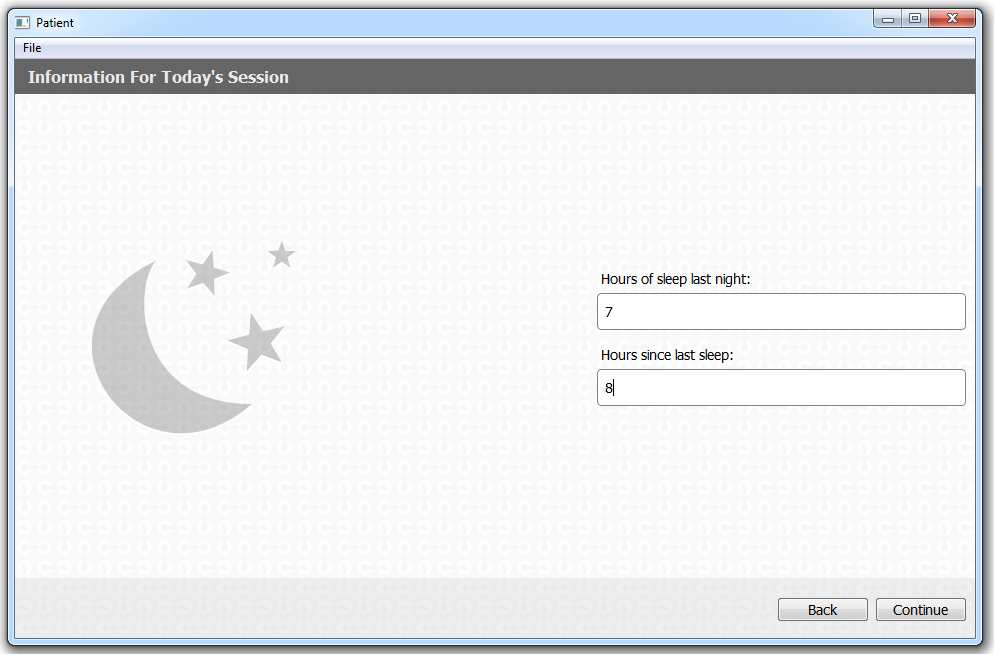 Patient
File
Information For Today's Session
Hours of sleep last night:
7
Hours since last sleep:
8
Back
Continue